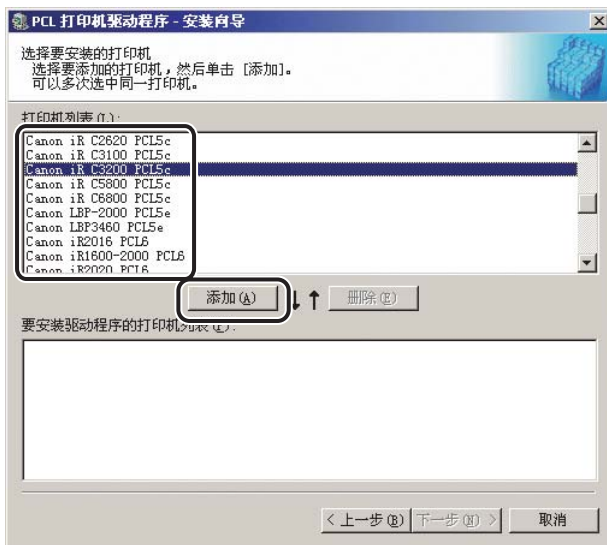 PCL 打印机驱动程序 - 安装向导
选择要安装的打印机
选择要添加的打印机，然后单击 [添加]。
可以多次选中同一打印机。
打印机列表(L):
Canon iR C2620 PCL5c
Canon iR C3100 PCL5c
Canon iR C3200 PCL5c
Canon iR C5800 PCL5c
Canon iR C6800 PCL5c
Canon LBP-2000 PCL5e
Canon LBP3460 PCL5e
Canon iR2016 PCL6
Canon iR1600-2000 PCL6
Canon iR2020 PCL6
添加(A) ↓ ↑ 删除(E)
要安装驱动程序的打印机列表(P):
< 上一步(B) 下一步(N) > 取消